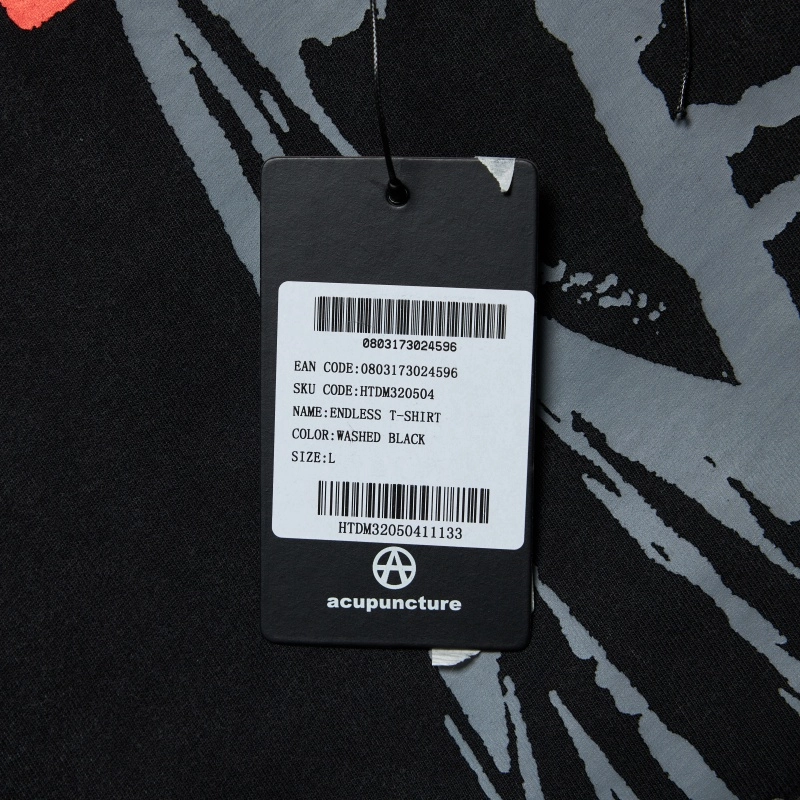 0803173024596
EAN CODE:0803173024596
SKU CODE:HTDM320504
NAME:ENDLESS T-SHIRT
COLOR:WASHED BLACK
SIZE:L
HTDM32050411133
acupuncture